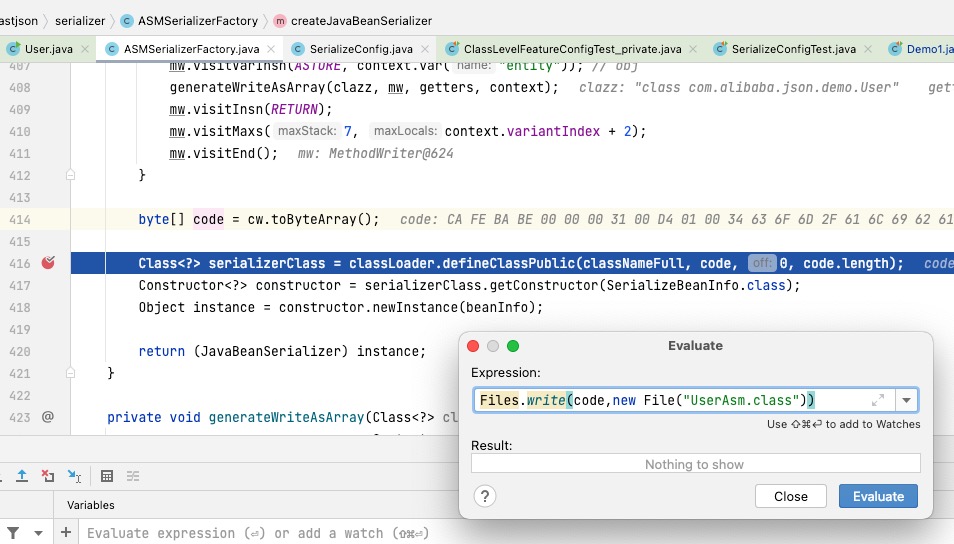 astjson > serializer > ASMSerializerFactory > createJavaBeanSerializer
User.java × ASMSerializerFactory.java × SerializeConfig.java × ClassLevelFeatureConfigTest_private.java × SerializeConfigTest.java × Demo1.ja
407 mw.visitVarInsn(ASTORE, context.var( name: "entity")); // obj
408 generateWriteAsArray(clazz, mw, getters, context); clazz: "class com.alibaba.json.demo.User" gett
409 mw.visitInsn(RETURN);
410 mw.visitMaxs( maxStack: 7, maxLocals: context.variantIndex + 2);
411 mw.visitEnd(); mw: MethodWriter@624
412 }
413
414 byte[] code = cw.toByteArray(); code: CA FE BA BE 00 00 00 31 00 D4 01 00 34 63 6F 6D 2F 61 6C 69 62 61
415
416 Class<?> serializerClass = classLoader.defineClassPublic(classNameFull, code, off: 0, code.length); code
417 Constructor<?> constructor = serializerClass.getConstructor(SerializeBeanInfo.class);
418 Object instance = constructor.newInstance(beanInfo);
419
420 return (JavaBeanSerializer) instance;
421 }
422
423 @ private void generateWriteAsArray(Class<?> cl
Evaluate
Expression:
Files.write(code,new File("UserAsm.class"))
Use ⇧⌘⏎ to add to Watches
Result:
Nothing to show
? Close Evaluate
Variables
Evaluate expression (⏎) or add a watch (⇧⌘⏎)